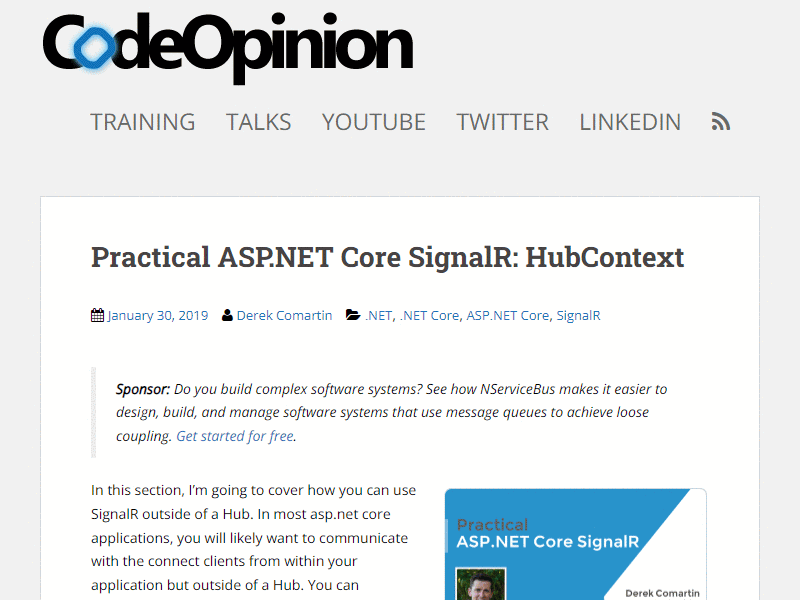 CodeOpinion
TRAINING TALKS YOUTUBE TWITTER LINKEDIN
Practical ASP.NET Core SignalR: HubContext
January 30, 2019 Derek Comartin .NET, .NET Core, ASP.NET Core, SignalR
Sponsor: Do you build complex software systems? See how NServiceBus makes it easier to
design, build, and manage software systems that use message queues to achieve loose
coupling. Get started for free.
In this section, I’m going to cover how you can use
SignalR outside of a Hub. In most asp.net core
applications, you will likely want to communicate
with the connect clients from within your
application but outside of a Hub. You can
Practical
ASP.NET Core SignalR
Derek Comartin